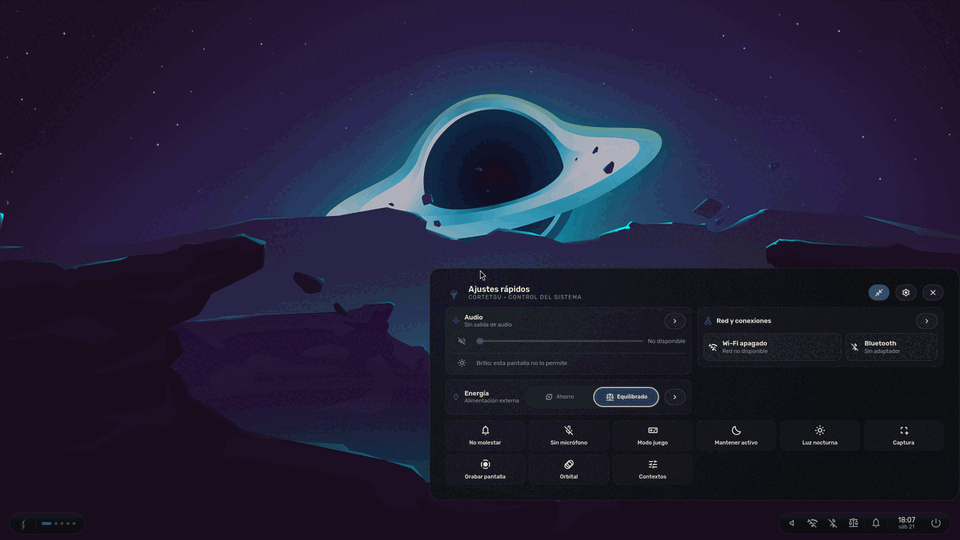 Ajustes rápidos
CORTETSU • CONTROL DEL SISTEMA
Audio
Sin salida de audio
No disponible
Brillo: esta pantalla no lo permite
Red y conexiones
Wi-Fi apagado
Red no disponible
Bluetooth
Sin adaptador
Energía
Alimentación externa
Ahorro
Equilibrado
No molestar
Sin micrófono
Modo juego
Mantener activo
Luz nocturna
Captura
Grabar pantalla
Orbital
Contextos
18:07
sáb 21